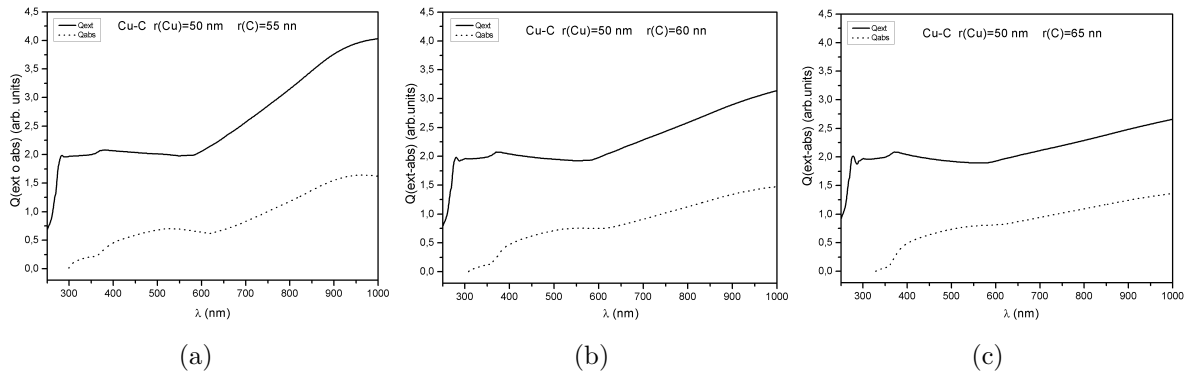 Cu-C r(Cu)=50 nm r(C)=55 nn
Qext
Qabs
Q(ext o abs) (arb. units)
4,5
4,0
3,5
3,0
2,5
2,0
1,5
1,0
0,5
0,0
300 400 500 600 700 800 900 1000
λ (nm)
(a)
Cu-C r(Cu)=50 nm r(C)=60 nn
Qext
Qabs
Q(ext-abs) (arb.units)
4,5
4,0
3,5
3,0
2,5
2,0
1,5
1,0
0,5
0,0
300 400 500 600 700 800 900 1000
λ (nm)
(b)
Cu-C r(Cu)=50 nm r(C)=65 nn
Qext
Qabs
Q(ext-abs) (arb.units)
4,5
4,0
3,5
3,0
2,5
2,0
1,5
1,0
0,5
0,0
300 400 500 600 700 800 900 1000
λ (nm)
(c)